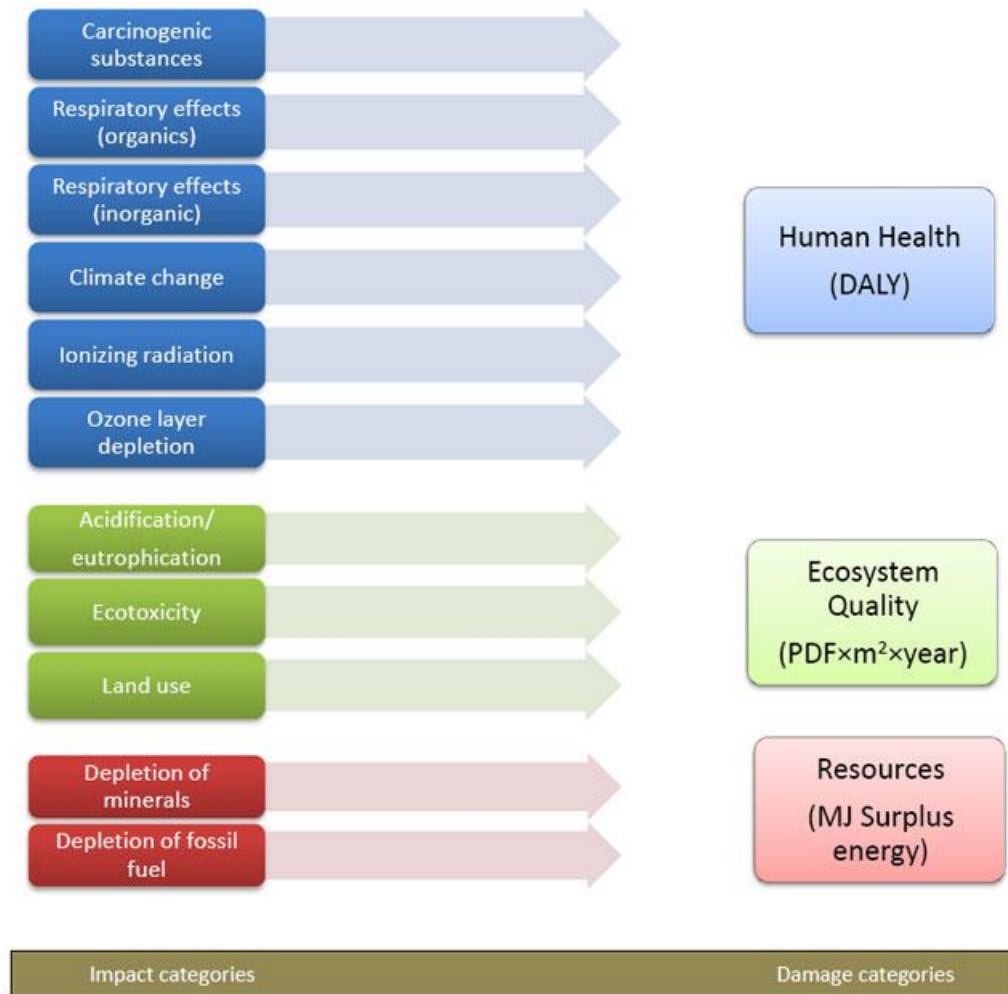 Carcinogenic
substances
Respiratory effects
(organics)
Respiratory effects
(inorganic)
Climate change
Ionizing radiation
Ozone layer
depletion
Human Health
(DALY)
Acidification/
eutrophication
Ecotoxicity
Land use
Ecosystem
Quality
(PDF×m²×year)
Depletion of
minerals
Depletion of fossil
fuel
Resources
(MJ Surplus
energy)
Impact categories
Damage categories